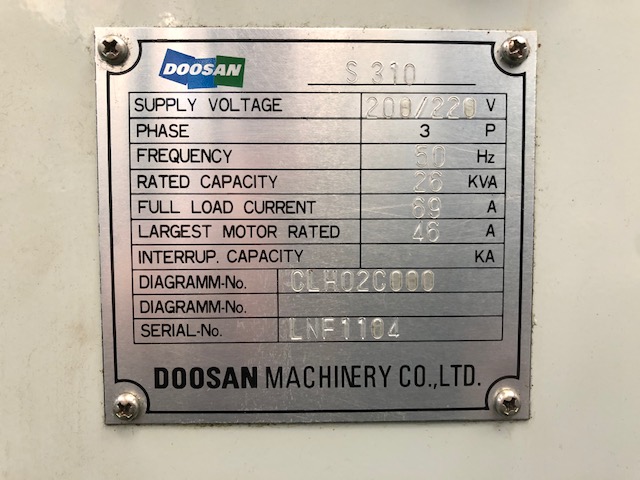 DOOSAN S 310
SUPPLY VOLTAGE 200/220 V
PHASE 3 P
FREQUENCY 50 Hz
RATED CAPACITY 26 KVA
FULL LOAD CURRENT 69 A
LARGEST MOTOR RATED 46 A
INTERRUP. CAPACITY KA
DIAGRAMM-No. CLH02C000
DIAGRAMM-No.
SERIAL-No. LNF1104
DOOSAN MACHINERY CO.,LTD.